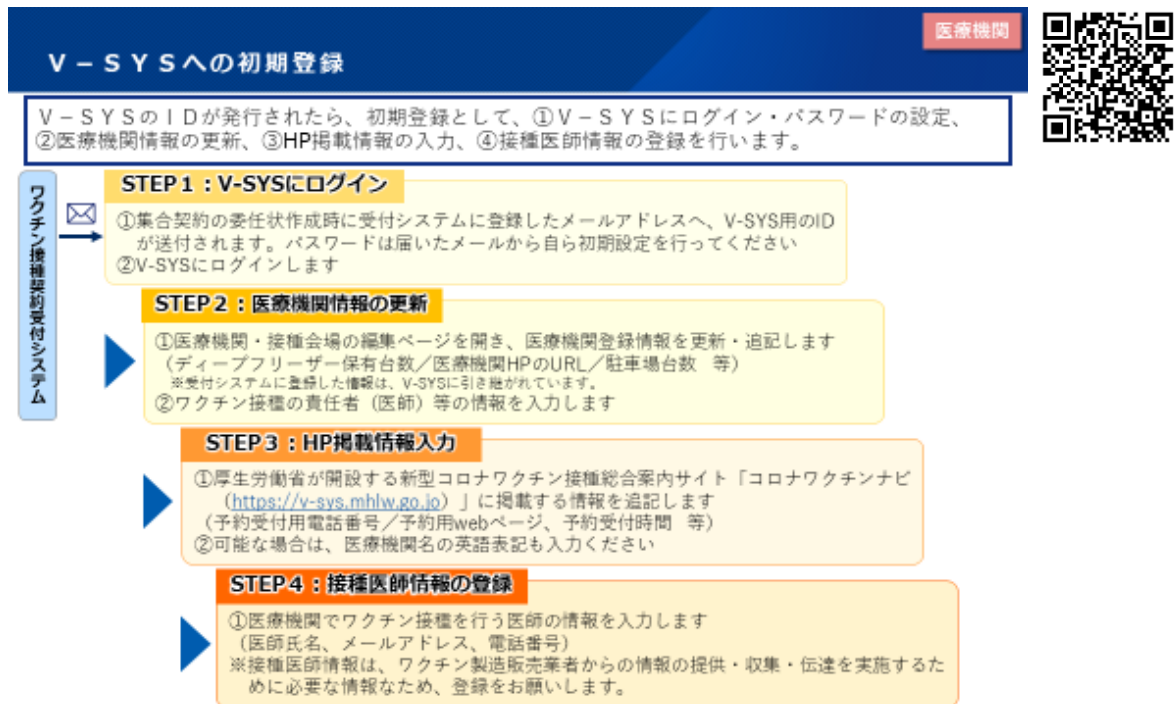 医療機関
V－SYSへの初期登録
V－SYSのIDが発行されたら、初期登録として、①V－SYSにログイン・パスワードの設定、
②医療機関情報の更新、③HP掲載情報の入力、④接種医師情報の登録を行います。
ワクチン接種契約受付システム
STEP1：V-SYSにログイン
①集合契約の委任状作成時に受付システムに登録したメールアドレスへ、V-SYS用のID
が送付されます。パスワードは届いたメールから自ら初期設定を行ってください
②V-SYSにログインします
STEP2：医療機関情報の更新
①医療機関・接種会場の編集ページを開き、医療機関登録情報を更新・追記します
（ディープフリーザー保有台数／医療機関HPのURL／駐車場台数　等）
※受付システムに登録した情報は、V-SYSに引き継がれています。
②ワクチン接種の責任者（医師）等の情報を入力します
STEP3：HP掲載情報入力
①厚生労働省が開設する新型コロナワクチン接種総合案内サイト「コロナワクチンナビ
（https://v-sys.mhlw.go.jp）」に掲載する情報を追記します
（予約受付用電話番号／予約用webページ、予約受付時間　等）
②可能な場合は、医療機関名の英語表記も入力ください
STEP4：接種医師情報の登録
①医療機関でワクチン接種を行う医師の情報を入力します
（医師氏名、メールアドレス、電話番号）
※接種医師情報は、ワクチン製造販売業者からの情報の提供・収集・伝達を実施するた
めに必要な情報なため、登録をお願いします。